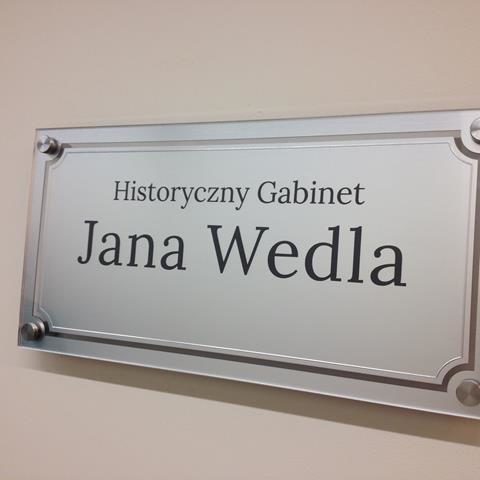 Historyczny Gabinet
Jana Wedla